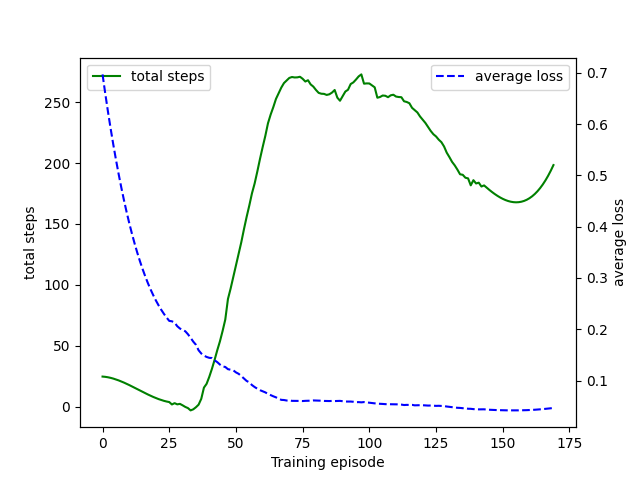 total steps
average loss
250
200
150
100
50
0
total steps
0.7
0.6
0.5
0.4
0.3
0.2
0.1
average loss
0 25 50 75 100 125 150 175
Training episode